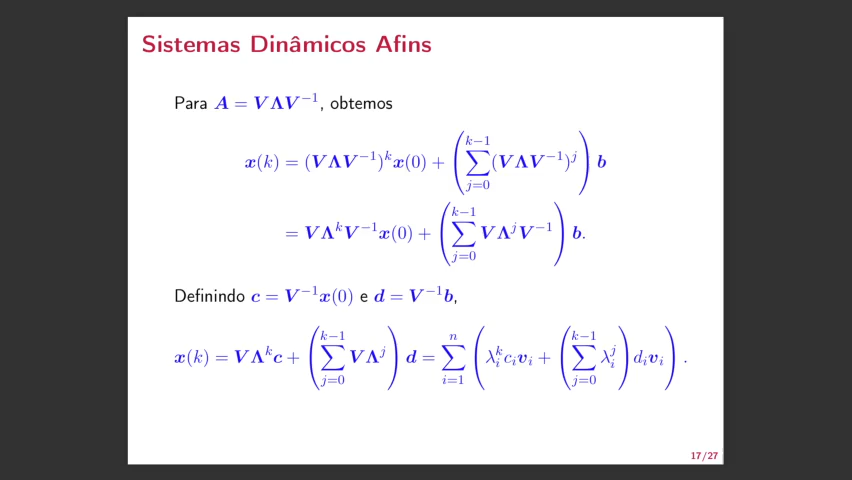 Sistemas Dinâmicos Afins
Para A = VΛV⁻¹, obtemos
x(k) = (VΛV⁻¹)ᵏx(0) + (∑_{j=0}^{k−1} (VΛV⁻¹)ʲ) b
= VΛᵏV⁻¹x(0) + (∑_{j=0}^{k−1} VΛʲV⁻¹) b.
Definindo c = V⁻¹x(0) e d = V⁻¹b,
x(k) = VΛᵏc + (∑_{j=0}^{k−1} VΛʲ) d = ∑_{i=1}^{n} (λᵢᵏcᵢvᵢ + (∑_{j=0}^{k−1} λᵢʲ) dᵢvᵢ).
17/27